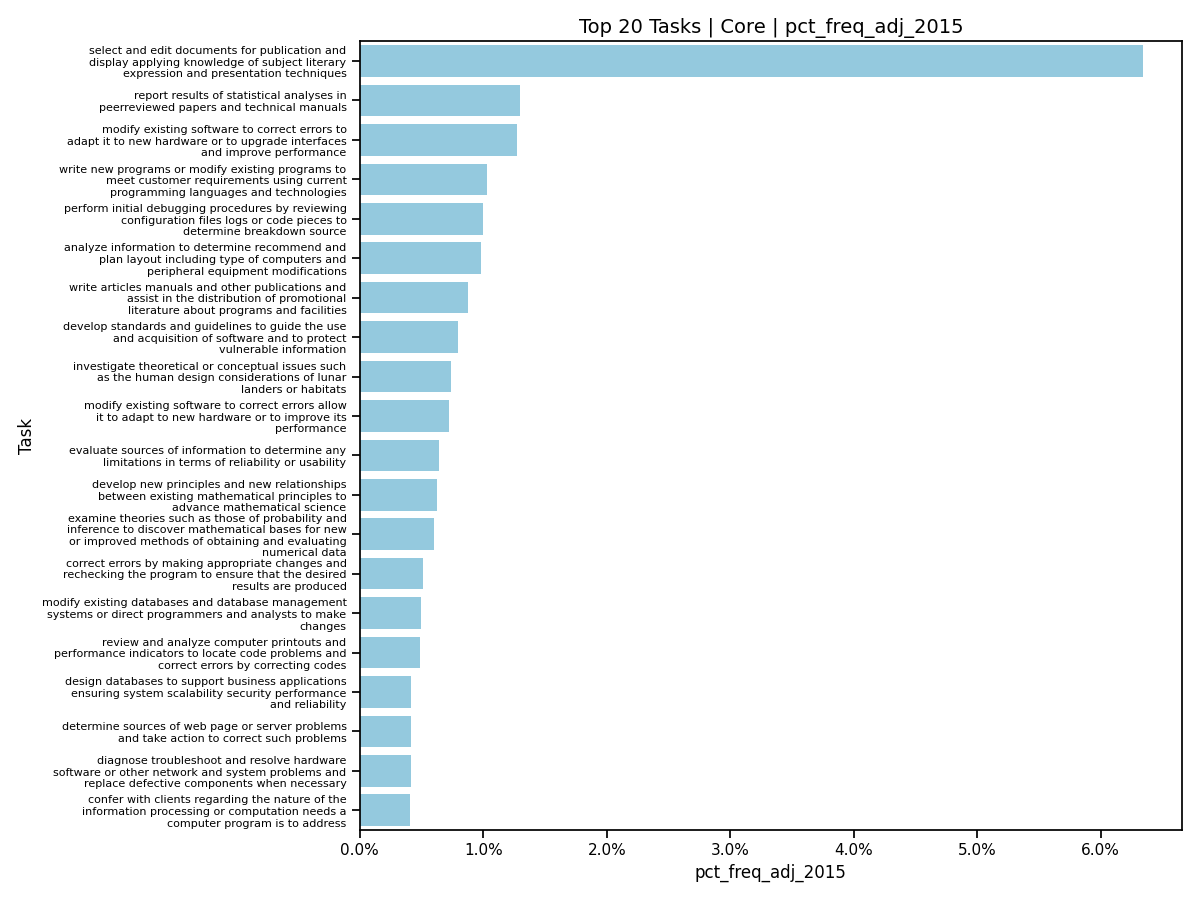 Top 20 Tasks | Core | pct_freq_adj_2015
select and edit documents for publication and
display applying knowledge of subject literary
expression and presentation techniques
report results of statistical analyses in
peerreviewed papers and technical manuals
modify existing software to correct errors to
adapt it to new hardware or to upgrade interfaces
and improve performance
write new programs or modify existing programs to
meet customer requirements using current
programming languages and technologies
perform initial debugging procedures by reviewing
configuration files logs or code pieces to
determine breakdown source
analyze information to determine recommend and
plan layout including type of computers and
peripheral equipment modifications
write articles manuals and other publications and
assist in the distribution of promotional
literature about programs and facilities
develop standards and guidelines to guide the use
and acquisition of software and to protect
vulnerable information
investigate theoretical or conceptual issues such
as the human design considerations of lunar
landers or habitats
modify existing software to correct errors allow
it to adapt to new hardware or to improve its
performance
evaluate sources of information to determine any
limitations in terms of reliability or usability
develop new principles and new relationships
between existing mathematical principles to
advance mathematical science
examine theories such as those of probability and
inference to discover mathematical bases for new
or improved methods of obtaining and evaluating
numerical data
correct errors by making appropriate changes and
rechecking the program to ensure that the desired
results are produced
modify existing databases and database management
systems or direct programmers and analysts to make
changes
review and analyze computer printouts and
performance indicators to locate code problems and
correct errors by correcting codes
design databases to support business applications
ensuring system scalability security performance
and reliability
determine sources of web page or server problems
and take action to correct such problems
diagnose troubleshoot and resolve hardware
software or other network and system problems and
replace defective components when necessary
confer with clients regarding the nature of the
information processing or computation needs a
computer program is to address
Task
0.0% 1.0% 2.0% 3.0% 4.0% 5.0% 6.0%
pct_freq_adj_2015